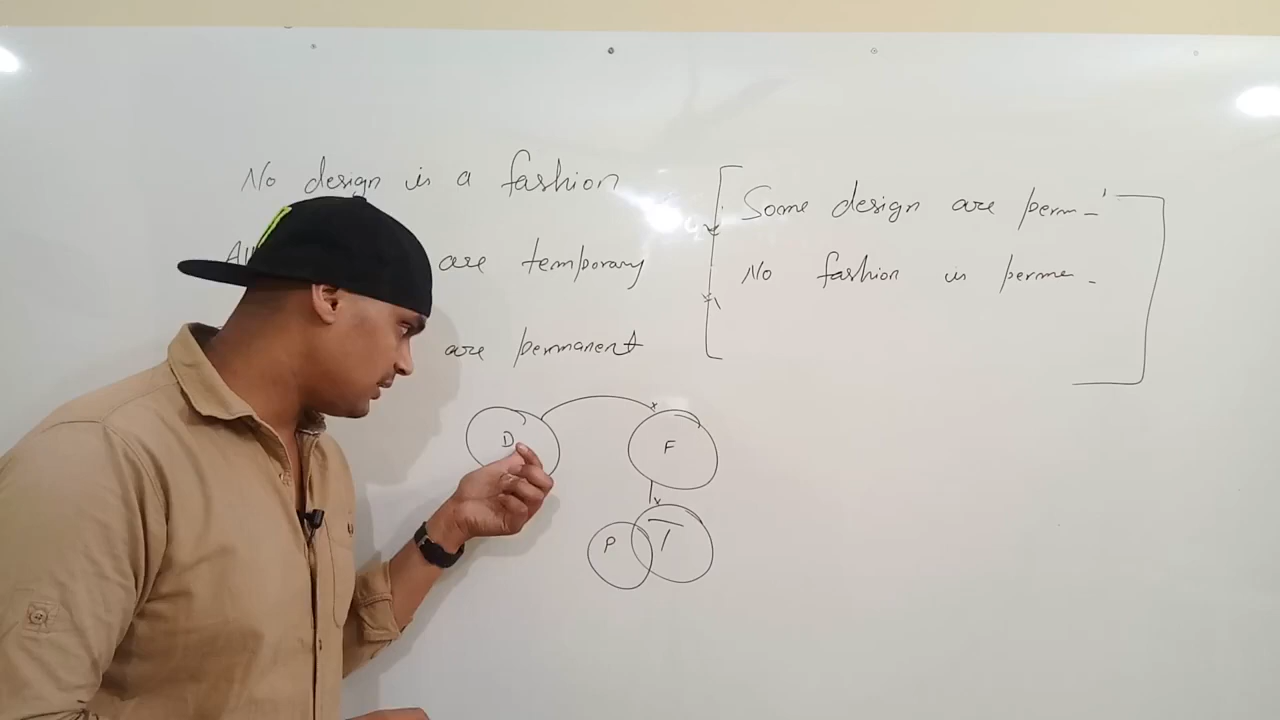 No design is a fashion
are temporary
are permanent
Some design are perm -
No fashion is perme -
D
F
P
T